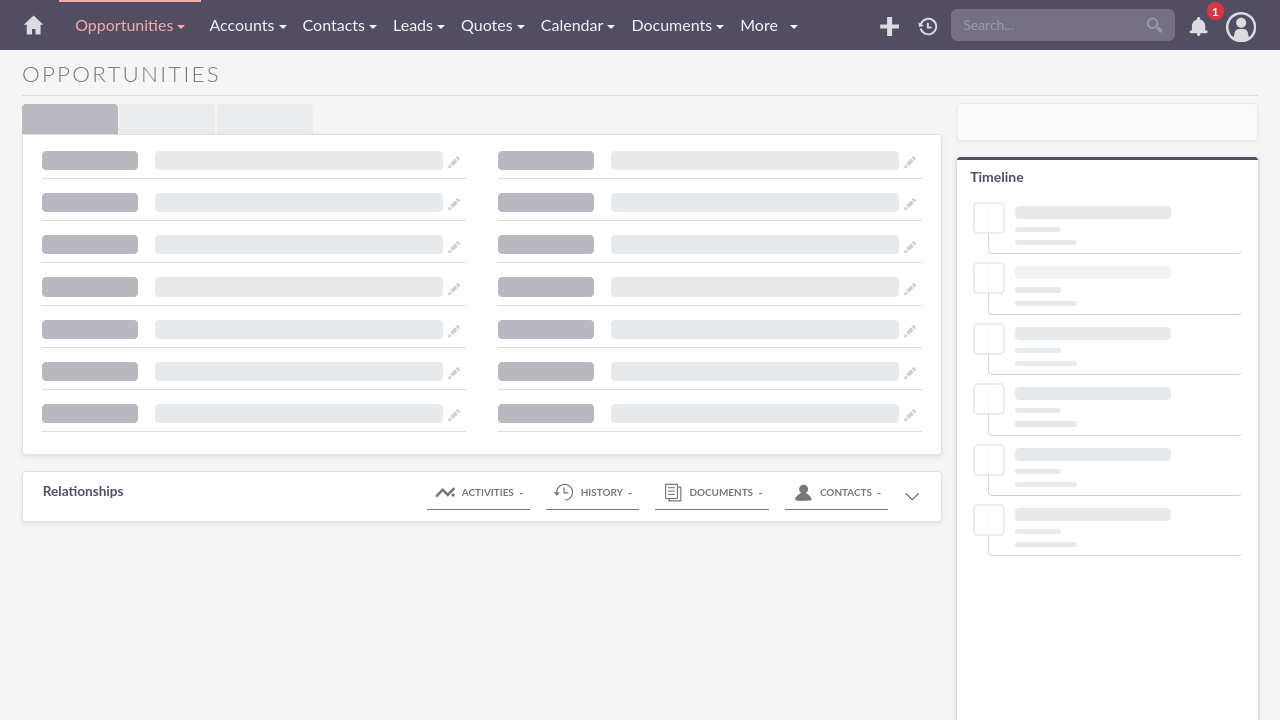 Opportunities Accounts Contacts Leads Quotes Calendar Documents More Search... 1
OPPORTUNITIES
Timeline
Relationships ACTIVITIES - HISTORY - DOCUMENTS - CONTACTS -